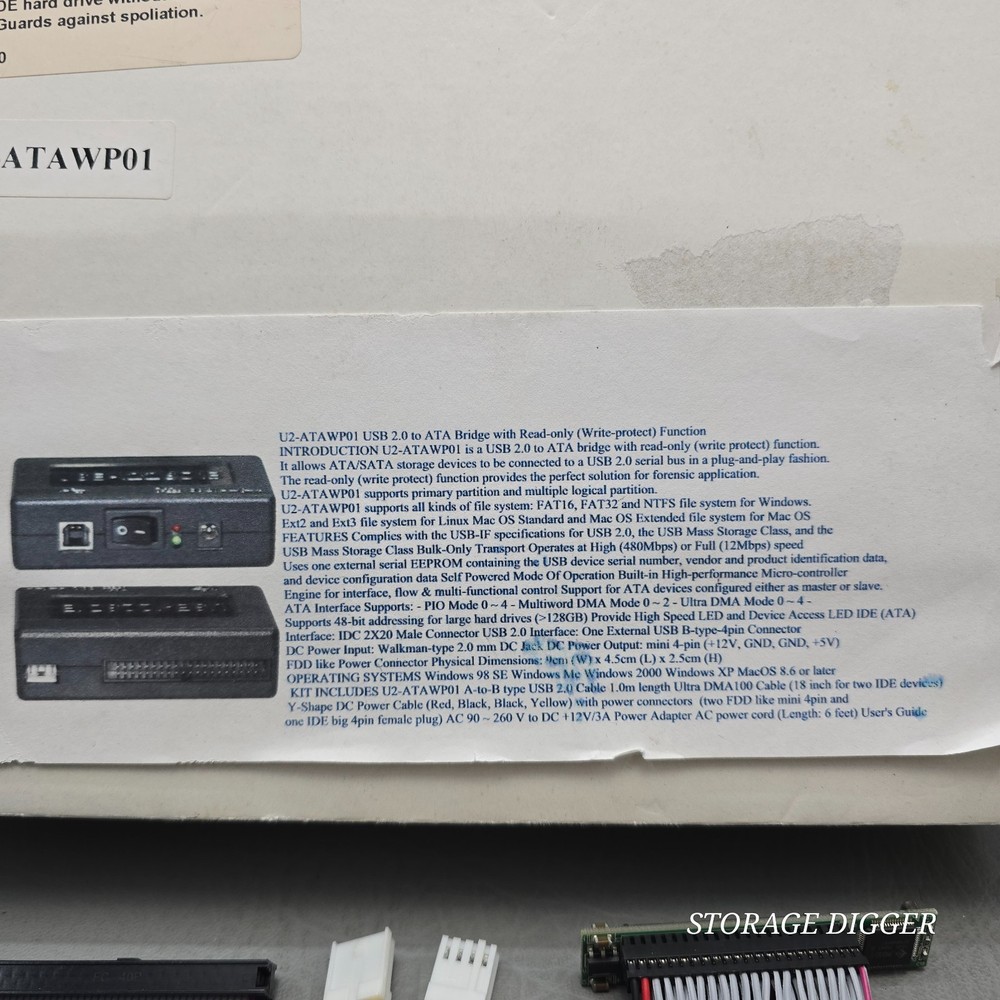 DE hard drive witho
Guards against spoliation.
0
ATAWP01
U2-ATAWP01 USB 2.0 to ATA Bridge with Read-only (Write-protect) Function
INTRODUCTION U2-ATAWP01 is a USB 2.0 to ATA bridge with read-only (write protect) function.
It allows ATA/SATA storage devices to be connected to a USB 2.0 serial bus in a plug-and-play fashion.
The read-only (write protect) function provides the perfect solution for forensic application.
U2-ATAWP01 supports primary partition and multiple logical partition.
U2-ATAWP01 supports all kinds of file system: FAT16, FAT32 and NTFS file system for Windows.
Ext2 and Ext3 file system for Linux Mac OS Standard and Mac OS Extended file system for Mac OS
FEATURES Complies with the USB-IF specifications for USB 2.0, the USB Mass Storage Class, and the
USB Mass Storage Class Bulk-Only Transport Operates at High (480Mbps) or Full (12Mbps) speed
Uses one external serial EEPROM containing the USB device serial number, vendor and product identification data,
and device configuration data Self Powered Mode Of Operation Built-in High-performance Micro-controller
Engine for interface, flow & multi-functional control Support for ATA devices configured either as master or slave.
ATA Interface Supports: - PIO Mode 0 ~ 4 - Multiword DMA Mode 0 ~ 2 - Ultra DMA Mode 0 ~ 4 -
Supports 48-bit addressing for large hard drives (>128GB) Provide High Speed LED and Device Access LED IDE (ATA)
Interface: IDC 2X20 Male Connector USB 2.0 Interface: One External USB B-type-4pin Connector
DC Power Input: Walkman-type 2.0 mm DC Jack DC Power Output: mini 4-pin (+12V, GND, GND, +5V)
FDD like Power Connector Physical Dimensions: 9cm (W) x 4.5cm (L) x 2.5cm (H)
OPERATING SYSTEMS Windows 98 SE Windows Me Windows 2000 Windows XP MacOS 8.6 or later
KIT INCLUDES U2-ATAWP01 A-to-B type USB 2.0 Cable 1.0m length Ultra DMA100 Cable (18 inch for two IDE devices)
Y-Shape DC Power Cable (Red, Black, Black, Yellow) with power connectors (two FDD like mini 4pin and
one IDE big 4pin female plug) AC 90 ~ 260 V to DC +12V/3A Power Adapter AC power cord (Length: 6 feet) User's Guide
STORAGE DIGGER